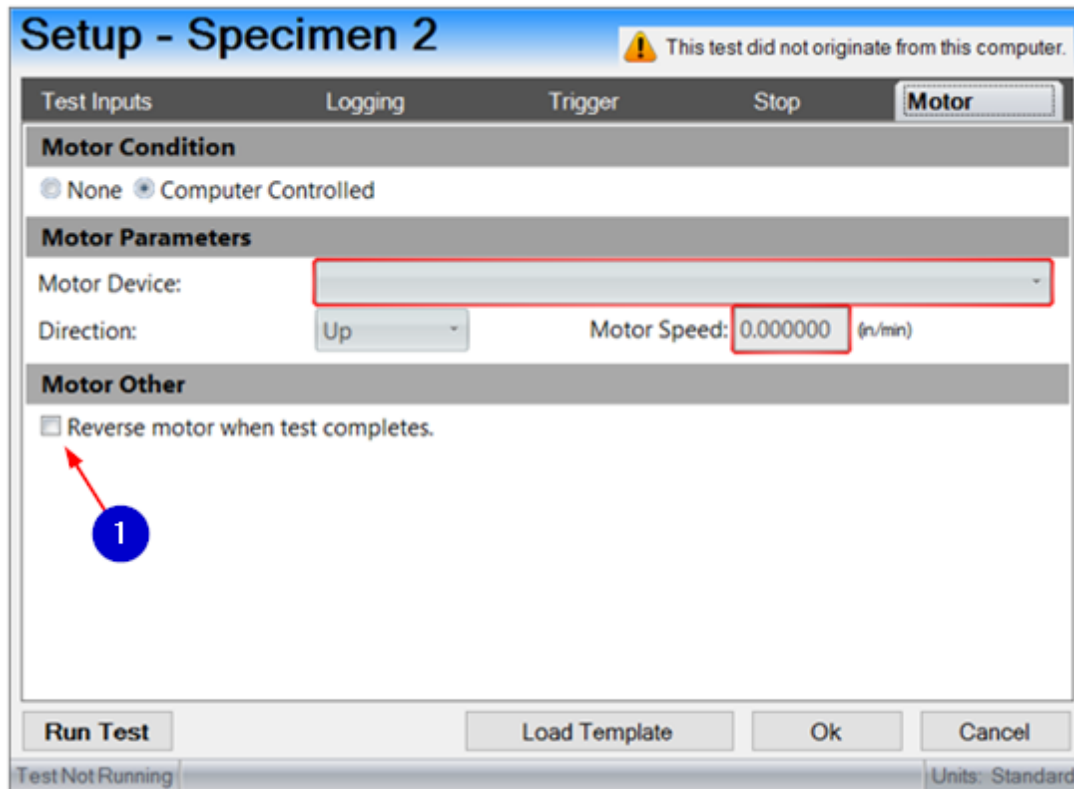 Setup - Specimen 2
This test did not originate from this computer.
Test Inputs Logging Trigger Stop Motor
Motor Condition
None Computer Controlled
Motor Parameters
Motor Device:
Direction: Up Motor Speed: 0.000000 (in/min)
Motor Other
Reverse motor when test completes.
1
Run Test Load Template Ok Cancel
Test Not Running Units: Standard